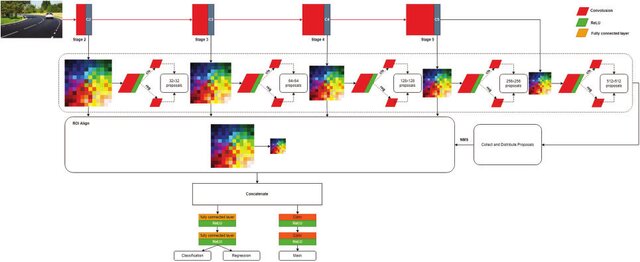 C2
C3
C4
C5
Convolution
ReLU
Fully connected layer
Stage 2
Stage 3
Stage 4
Stage 5
cls
reg
32×32
proposals
cls
reg
64×64
proposals
cls
reg
128×128
proposals
cls
reg
256×256
proposals
cls
reg
512×512
proposals
ROI Align
NMS
Collect and Distribute Proposals
Concatenate
fully connected layer
ReLU
fully connected layer
ReLU
Conv
ReLU
Conv
ReLU
Classification
Regression
Mask